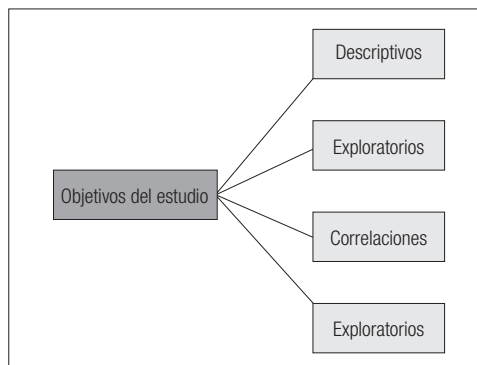 Descriptivos
Exploratorios
Objetivos del estudio
Correlaciones
Exploratorios